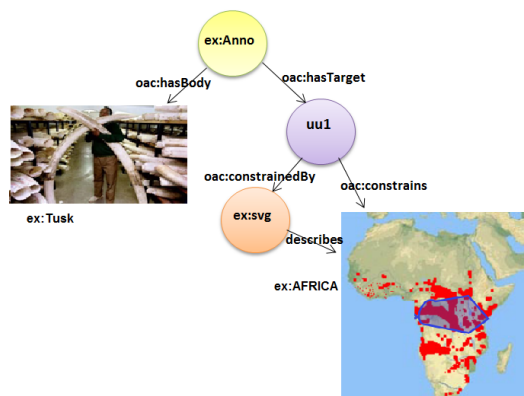 ex:Anno
oac:hasBody
oac:hasTarget
uu1
oac:constrainedBy
oac:constrains
ex:Tusk
ex:svg
describes
ex:AFRICA